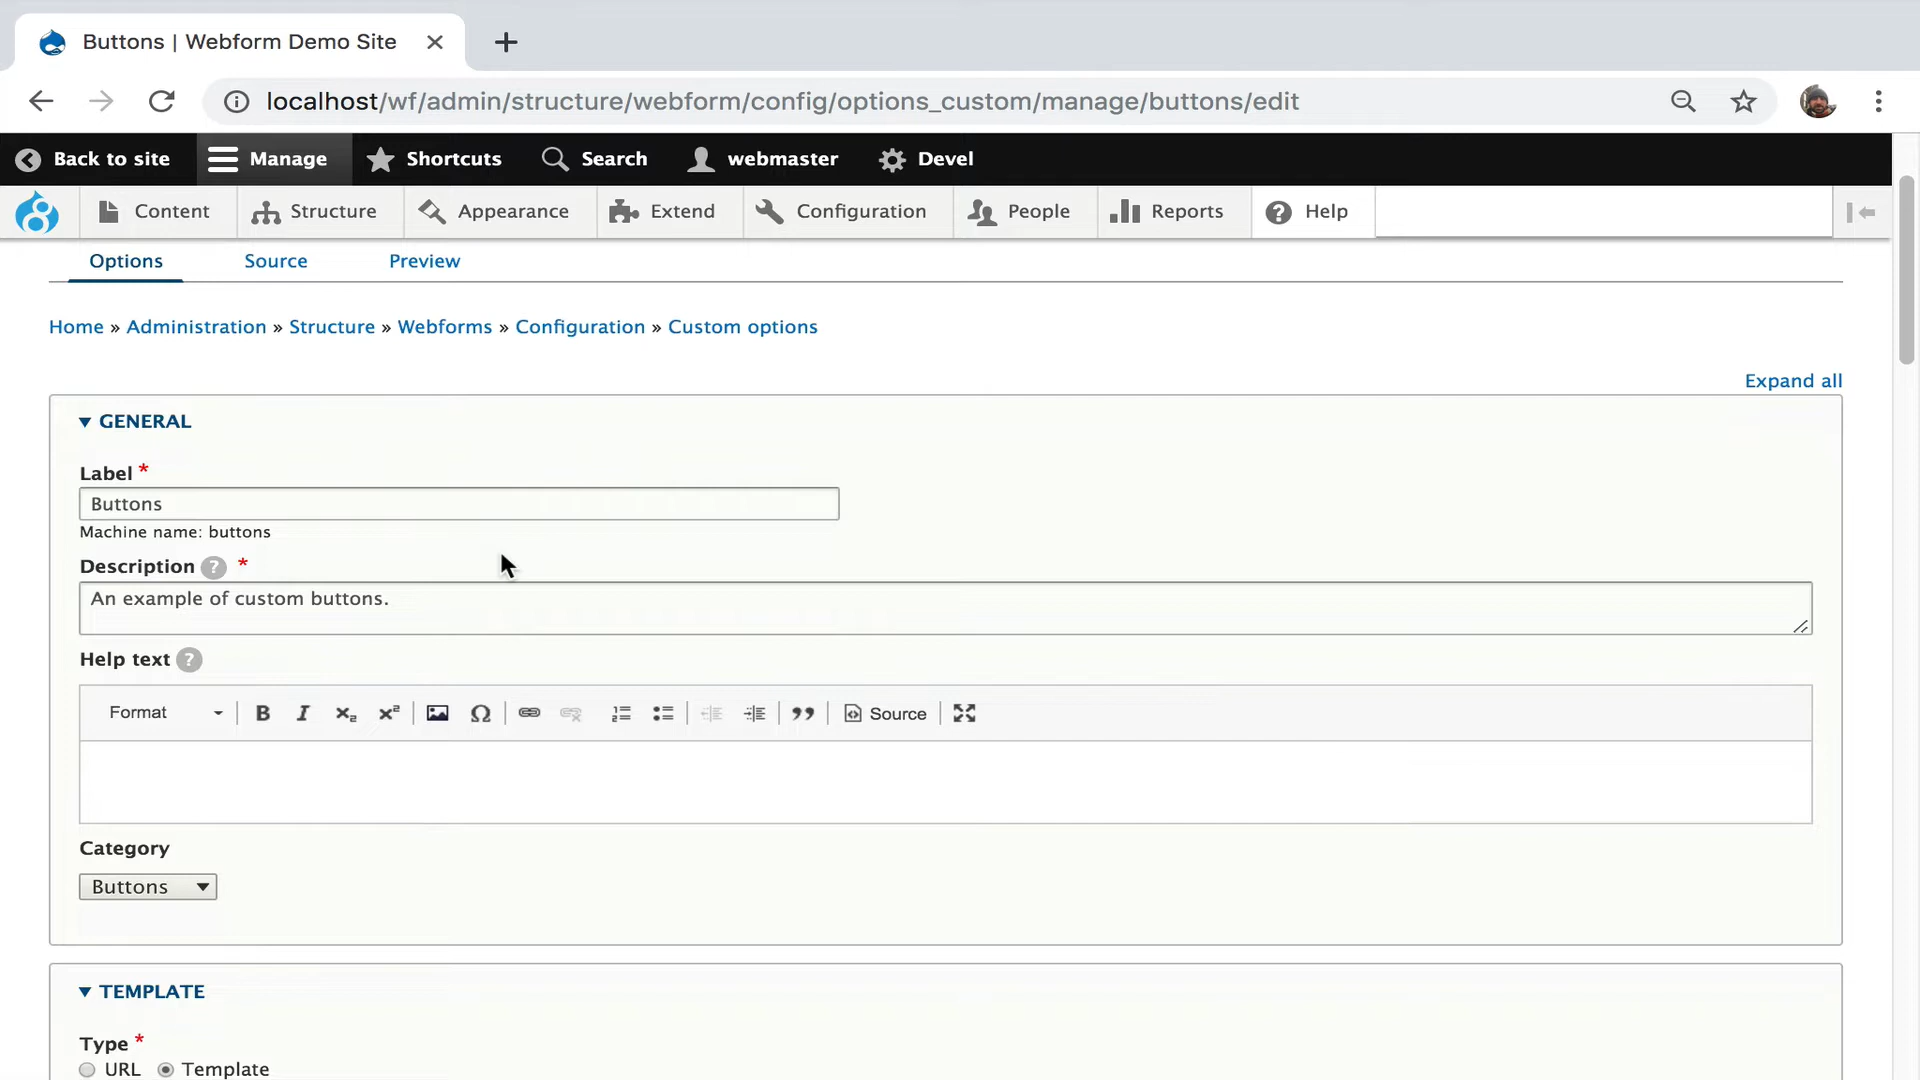 Buttons | Webform Demo Site
localhost/wf/admin/structure/webform/config/options_custom/manage/buttons/edit
Back to site Manage Shortcuts Search webmaster Devel
Content Structure Appearance Extend Configuration People Reports Help
Options Source Preview
Home » Administration » Structure » Webforms » Configuration » Custom options
Expand all
GENERAL
Label *
Buttons
Machine name: buttons
Description ? *
An example of custom buttons.
Help text ?
Format B I x₂ x² Ω Source
Category
Buttons
TEMPLATE
Type *
URL Template